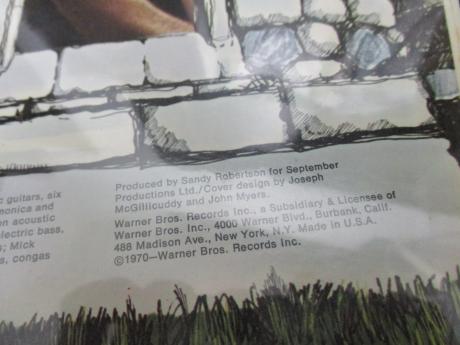 c guitars, six
monica and
on acoustic
electric bass,
s; Mick
s, congas
Produced by Sandy Robertson for September
Productions Ltd./Cover design by Joseph
McGillicuddy and John Myers.
Warner Bros. Records Inc., a Subsidiary & Licensee of
Warner Bros. Inc., 4000 Warner Blvd., Burbank, Calif.
488 Madison Ave., New York, N.Y. Made in U.S.A.
©1970—Warner Bros. Records Inc.